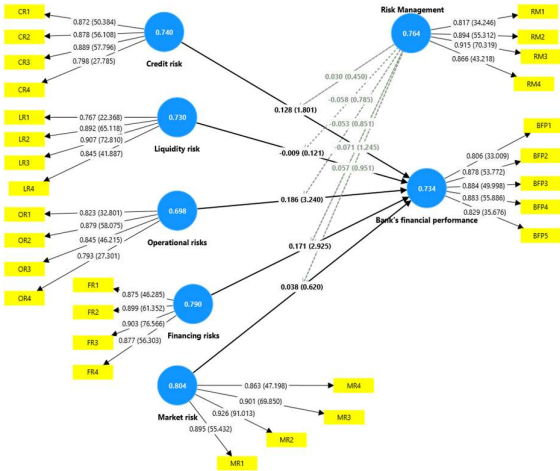 CR1
0.872 (50.384)
CR2
0.878 (56.108)
CR3
0.889 (57.796)
CR4
0.798 (27.785)
0.740
Credit risk
Risk Management
0.764
RM1
0.817 (34.246)
RM2
0.894 (55.312)
RM3
0.915 (70.319)
RM4
0.866 (43.218)
0.030 (0.450)
0.128 (1.801)
-0.058 (0.785)
-0.053 (0.851)
LR1
0.767 (22.368)
LR2
0.892 (65.118)
LR3
0.907 (72.810)
LR4
0.845 (41.887)
0.730
Liquidity risk
-0.009 (0.121)
-0.071 (1.245)
0.057 (0.951)
BFP1
0.806 (33.009)
BFP2
0.878 (53.772)
BFP3
0.884 (49.998)
BFP4
0.883 (55.886)
BFP5
0.829 (35.676)
0.734
Bank's financial performance
OR1
0.823 (32.801)
OR2
0.879 (58.075)
OR3
0.845 (46.215)
OR4
0.793 (27.301)
0.698
Operational risks
0.186 (3.240)
0.171 (2.925)
0.038 (0.620)
FR1
0.875 (46.285)
FR2
0.899 (61.352)
FR3
0.903 (76.566)
FR4
0.877 (56.303)
0.790
Financing risks
0.804
Market risk
0.863 (47.198)
MR4
0.901 (69.850)
MR3
0.926 (91.013)
MR2
0.895 (55.432)
MR1